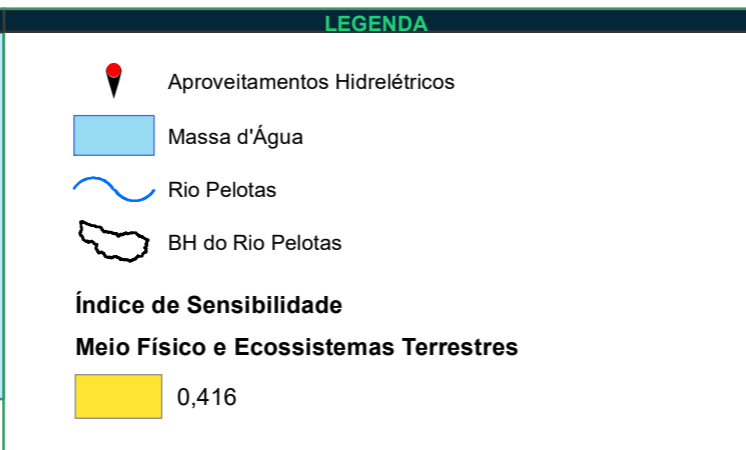 LEGENDA
Aproveitamentos Hidrelétricos
Massa d'Água
Rio Pelotas
BH do Rio Pelotas
Índice de Sensibilidade
Meio Físico e Ecossistemas Terrestres
0,416